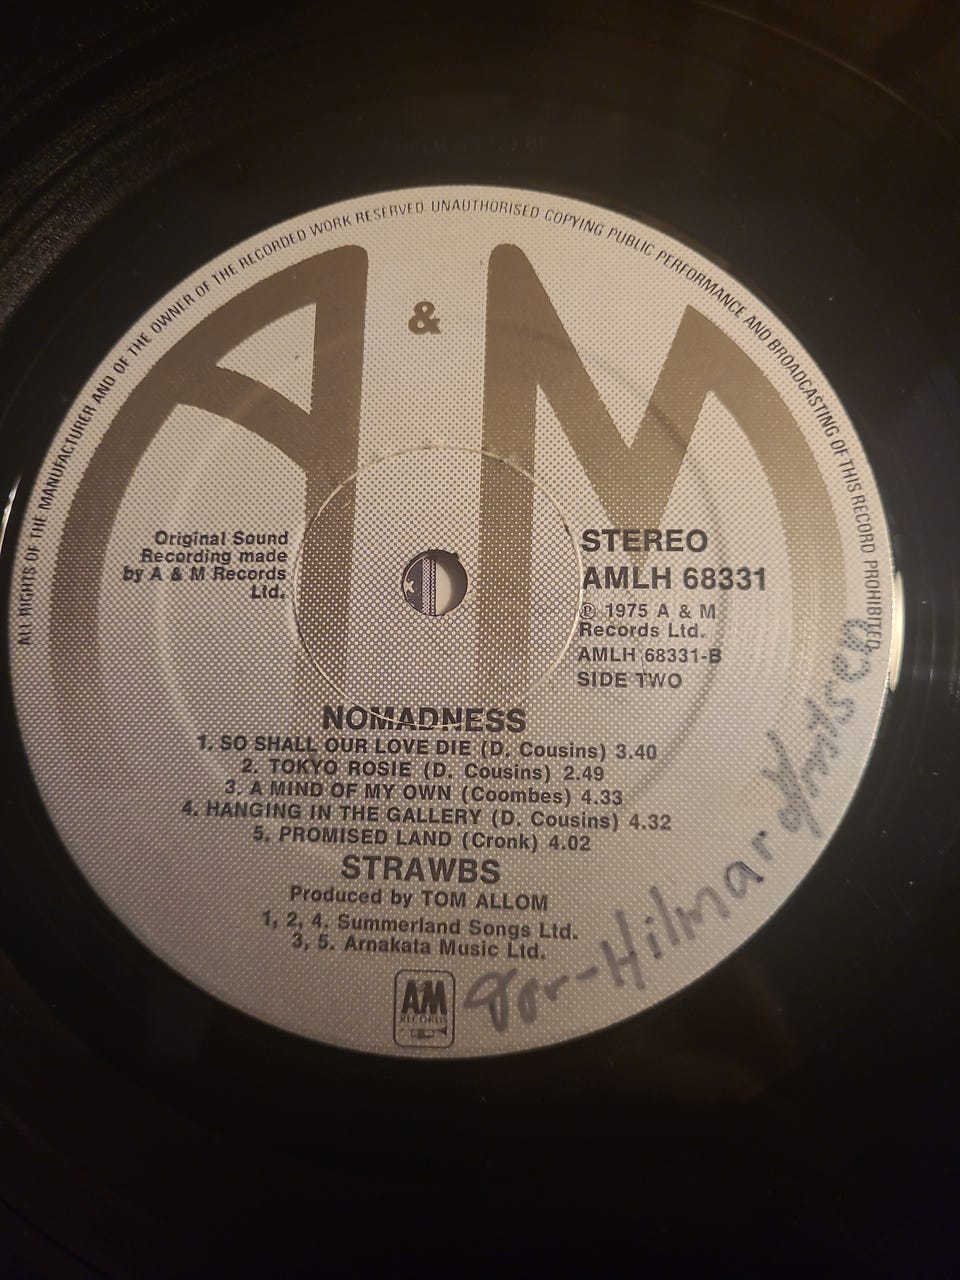 ALL RIGHTS OF THE MANUFACTURER AND OF THE OWNER OF THE RECORDED WORK RESERVED UNAUTHORISED COPYING PUBLIC PERFORMANCE AND BROADCASTING OF THIS RECORD PROHIBITED
A & M
Original Sound
Recording made
by A & M Records
Ltd.
STEREO
AMLH 68331
℗ 1975 A & M
Records Ltd.
AMLH 68331-B
SIDE TWO
NOMADNESS
1. SO SHALL OUR LOVE DIE (D. Cousins) 3.40
2. TOKYO ROSIE (D. Cousins) 2.49
3. A MIND OF MY OWN (Coombes) 4.33
4. HANGING IN THE GALLERY (D. Cousins) 4.32
5. PROMISED LAND (Cronk) 4.02
STRAWBS
Produced by TOM ALLOM
1, 2, 4. Summerland Songs Ltd.
3, 5. Arnakata Music Ltd.
A&M
RECORDS
Tor-Hilmar